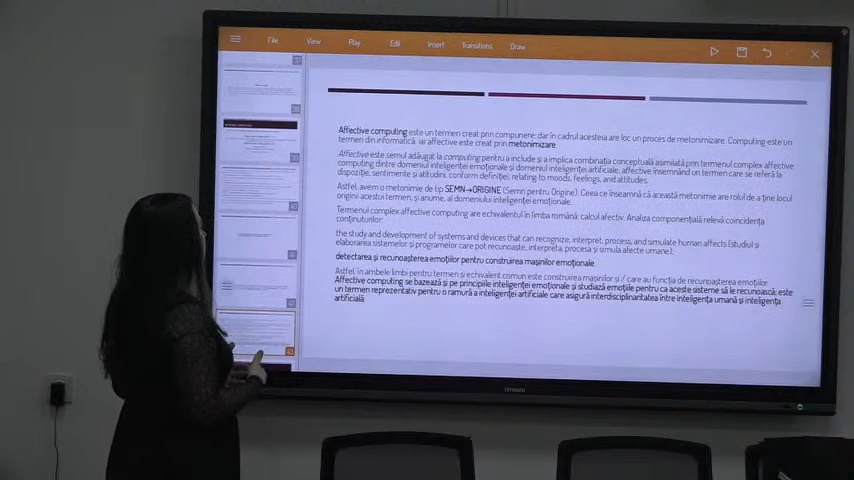 File View Play Edit Insert Transitions Draw
Affective computing este un termen creat prin compunere; dar în cadrul acesteia are loc un proces de metonimizare. Computing este un
termen din informatică, iar affective este creat prin metonimizare.
Affective este semul adăugat la computing pentru a include și a implica combinația conceptuală asimilată prin termenul complex affective
computing dintre domeniul inteligenței emoționale și domeniul inteligenței artificiale, affective însemnând un termen care se referă la
dispoziție, sentimente și atitudini, conform definiției: relating to moods, feelings, and attitudes.
Astfel, avem o metonimie de tip SEMN→ORIGINE (Semn pentru Origine). Ceea ce înseamnă că această metonimie are rolul de a ține locul
originii acestui termen, și anume, al domeniului inteligenței emoționale.
Termenul complex affective computing are echivalentul în limba română: calcul afectiv. Analiza componențială relevă coincidența
conținuturilor:
the study and development of systems and devices that can recognize, interpret, process, and simulate human affects (studiul și
elaborarea sistemelor și programelor care pot recunoaște, interpreta, procesa și simula afecte umane);
detectarea și recunoașterea emoțiilor pentru construirea mașinilor emoționale.
Astfel, în ambele limbi pentru termen și echivalent comun este construirea mașinilor și / care au funcția de recunoașterea emoțiilor.
Affective computing se bazează și pe principiile inteligenței emoționale și studiază emoțiile pentru ca aceste sisteme să le recunoască; este
un termen reprezentativ pentru o ramură a inteligenței artificiale care asigură interdisciplinaritatea între inteligența umană și inteligența
artificială.